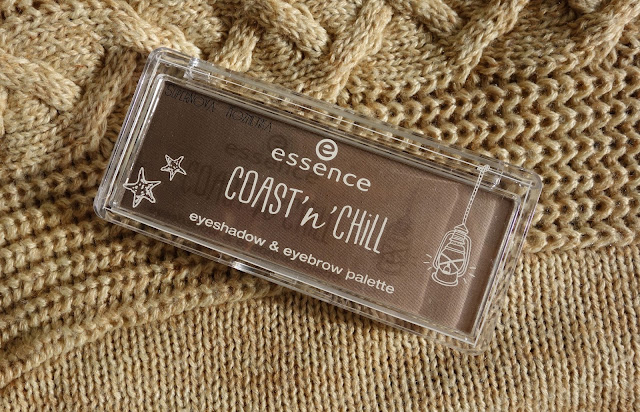 essence
COAST'n'CHiLL
eyeshadow & eyebrow palette